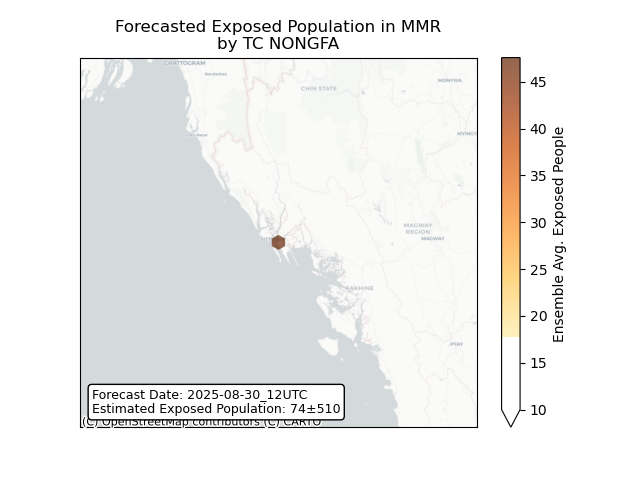 Forecasted Exposed Population in MMR
by TC NONGFA
CHATTOGRAM
CHIN STATE
MAGWAY
REGION
MAGWAY
RAKHINE
Forecast Date: 2025-08-30_12UTC
Estimated Exposed Population: 74±510
(C) OpenStreetMap contributors (C) CARTO
45
40
35
30
25
20
15
10
Ensemble Avg. Exposed People